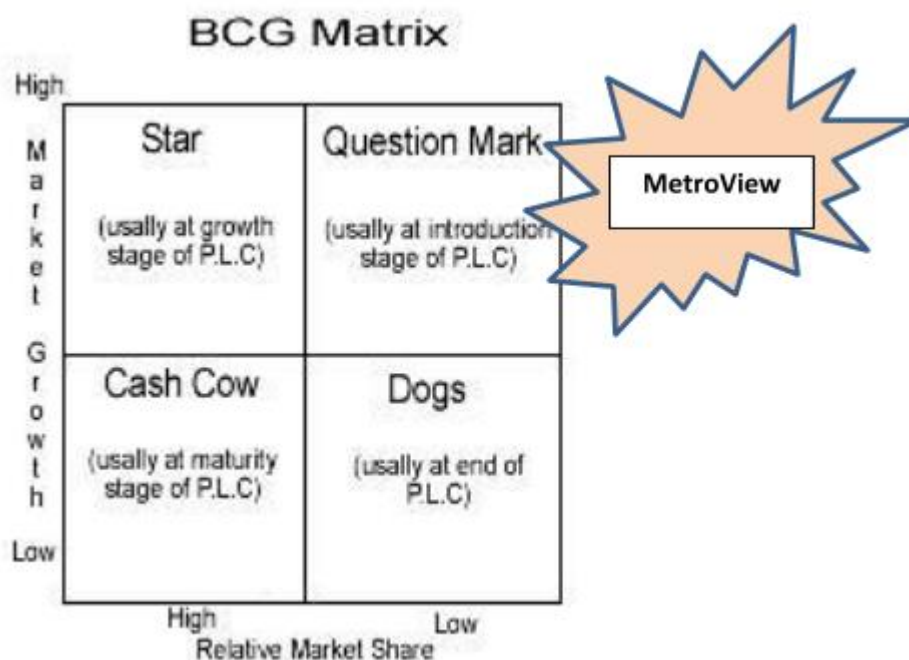 BCG Matrix
High
Market Growth
Low
Star
(usally at growth
stage of P.L.C)
Question Mark
(usally at introduction
stage of P.L.C)
MetroView
Cash Cow
(usally at maturity
stage of P.L.C)
Dogs
(usally at end of
P.L.C)
High
Low
Relative Market Share